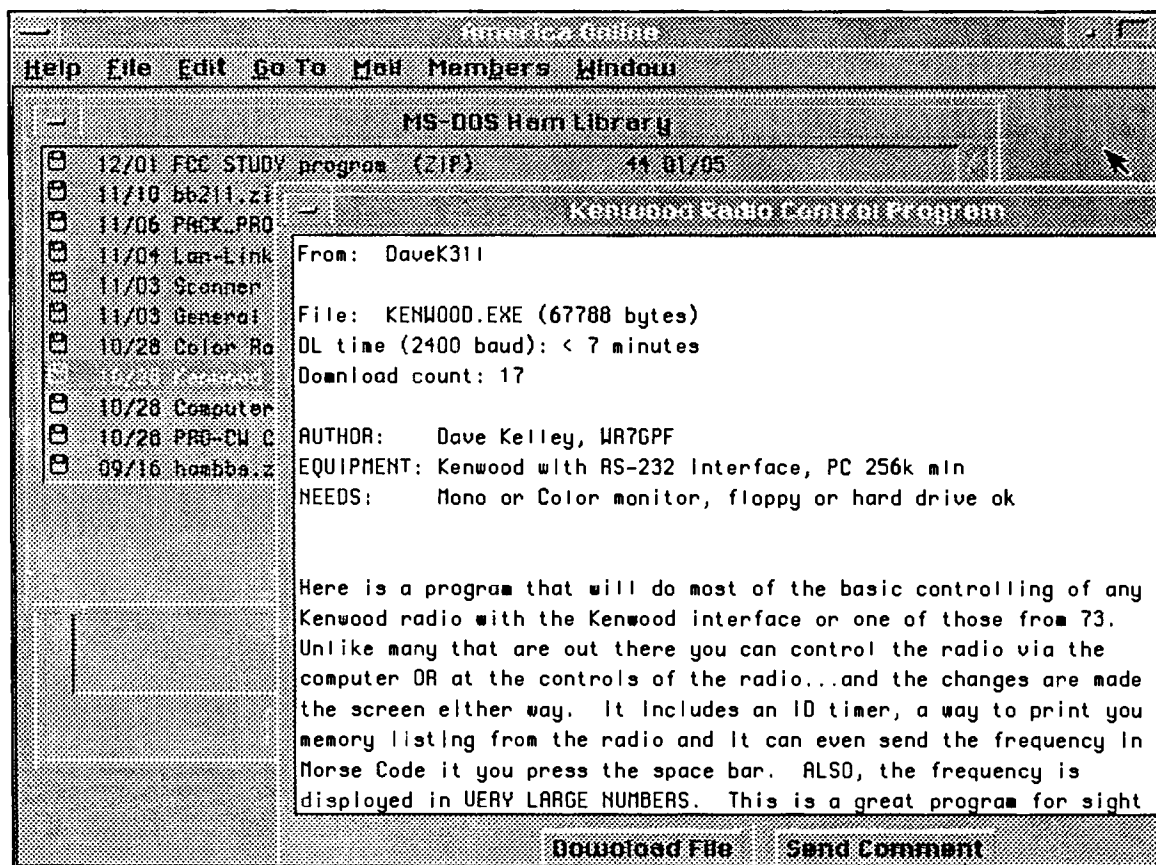 America Online
Help File Edit Go To Mail Members Window
MS-DOS Ham Library
12/01 FCC STUDY program (ZIP) 44 01/05
11/10 bb211.zi
11/06 PACK_PRO
11/04 Lan-Link
11/03 Scanner
11/03 General
10/28 Color Ra
Kenwood
10/28 Computer
10/28 PRO-CW C
09/16 hambbs.z
Kenwood Radio Control Program
From: DaveK311
File: KENWOOD.EXE (67788 bytes)
DL time (2400 baud): < 7 minutes
Download count: 17
AUTHOR: Dave Kelley, WA7GPF
EQUIPMENT: Kenwood with RS-232 interface, PC 256k min
NEEDS: Mono or Color monitor, floppy or hard drive ok
Here is a program that will do most of the basic controlling of any
Kenwood radio with the Kenwood interface or one of those from 73.
Unlike many that are out there you can control the radio via the
computer OR at the controls of the radio...and the changes are made
the screen either way. It includes an ID timer, a way to print you
memory listing from the radio and it can even send the frequency in
Morse Code it you press the space bar. ALSO, the frequency is
displayed in VERY LARGE NUMBERS. This is a great program for sight
Download File Send Comment